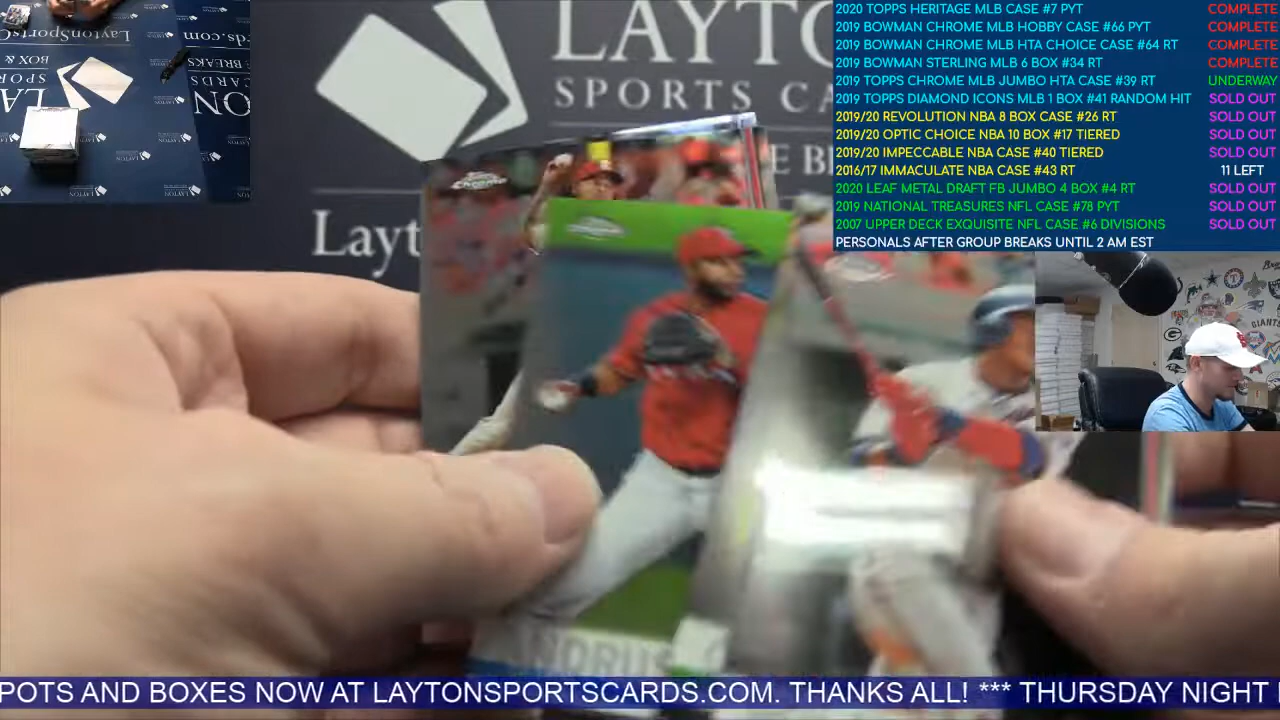 2020 TOPPS HERITAGE MLB CASE #7 PYT COMPLETE
2019 BOWMAN CHROME MLB HOBBY CASE #66 PYT COMPLETE
2019 BOWMAN CHROME MLB HTA CHOICE CASE #64 RT COMPLETE
2019 BOWMAN STERLING MLB 6 BOX #34 RT COMPLETE
2019 TOPPS CHROME MLB JUMBO HTA CASE #39 RT UNDERWAY
2019 TOPPS DIAMOND ICONS MLB 1 BOX #41 RANDOM HIT SOLD OUT
2019/20 REVOLUTION NBA 8 BOX CASE #26 RT SOLD OUT
2019/20 OPTIC CHOICE NBA 10 BOX #17 TIERED SOLD OUT
2019/20 IMPECCABLE NBA CASE #40 TIERED SOLD OUT
2016/17 IMMACULATE NBA CASE #43 RT 11 LEFT
2020 LEAF METAL DRAFT FB JUMBO 4 BOX #4 RT SOLD OUT
2019 NATIONAL TREASURES NFL CASE #78 PYT SOLD OUT
2007 UPPER DECK EXQUISITE NFL CASE #6 DIVISIONS SOLD OUT
PERSONALS AFTER GROUP BREAKS UNTIL 2 AM EST
LAYTO
SPORTS CA
E B
Layt
Chrome
NDRUS
POTS AND BOXES NOW AT LAYTONSPORTSCARDS.COM. THANKS ALL! *** THURSDAY NIGHT